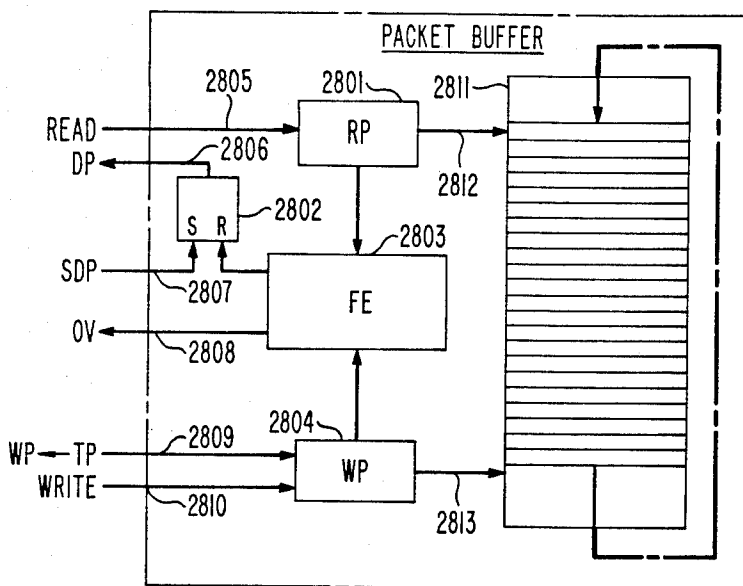 PACKET BUFFER
2805
2801
2811
READ
RP
DP
2806
2812
2802
S R
2803
SDP
2807
FE
OV
2808
2804
2809
WP ← TP
WP
WRITE
2810
2813